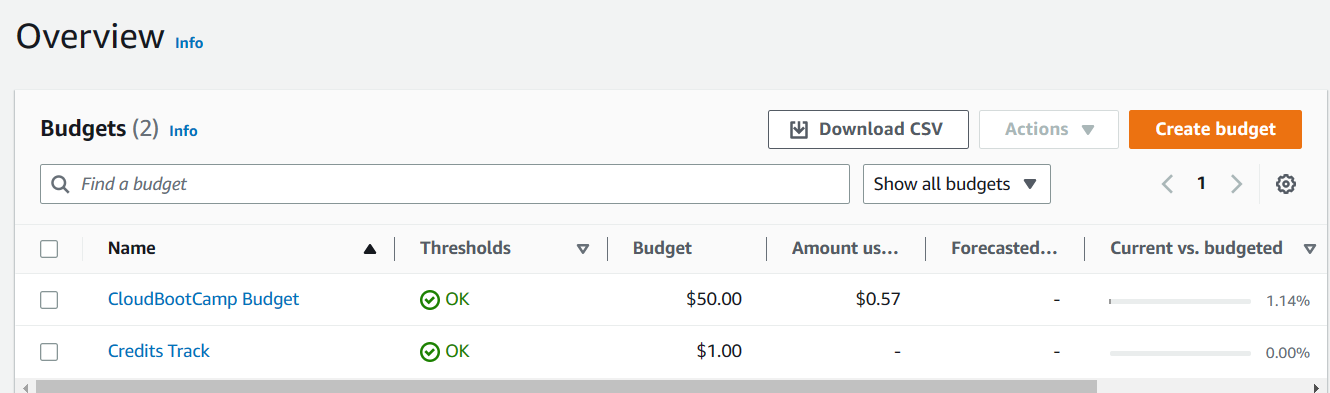 Overview Info
Budgets (2) Info
Download CSV
Actions
Create budget
Find a budget
Show all budgets
1
Name Thresholds Budget Amount us... Forecasted... Current vs. budgeted
CloudBootCamp Budget OK $50.00 $0.57 - 1.14%
Credits Track OK $1.00 - - 0.00%